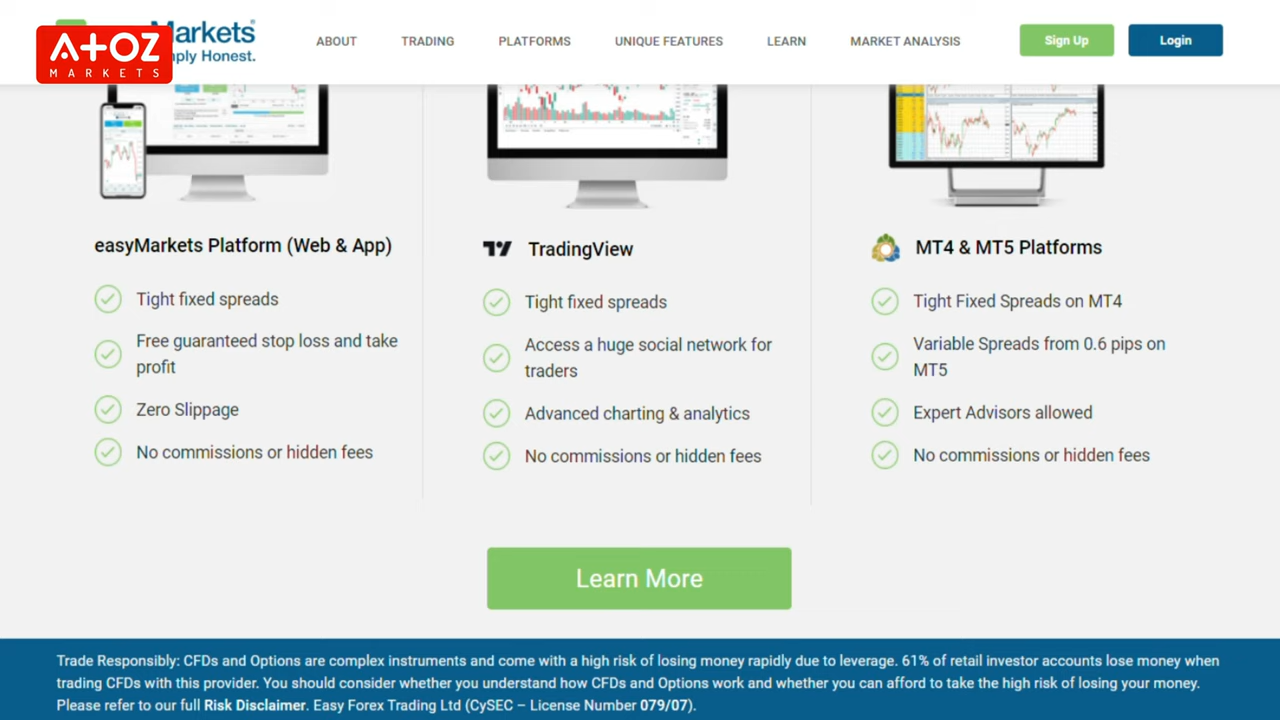 A+OZ
MARKETS
Markets®
mply Honest.
ABOUT
TRADING
PLATFORMS
UNIQUE FEATURES
LEARN
MARKET ANALYSIS
Sign Up
Login
easyMarkets Platform (Web & App)
Tight fixed spreads
Free guaranteed stop loss and take
profit
Zero Slippage
No commissions or hidden fees
TradingView
Tight fixed spreads
Access a huge social network for
traders
Advanced charting & analytics
No commissions or hidden fees
MT4 & MT5 Platforms
Tight Fixed Spreads on MT4
Variable Spreads from 0.6 pips on
MT5
Expert Advisors allowed
No commissions or hidden fees
Learn More
Trade Responsibly: CFDs and Options are complex instruments and come with a high risk of losing money rapidly due to leverage. 61% of retail investor accounts lose money when
trading CFDs with this provider. You should consider whether you understand how CFDs and Options work and whether you can afford to take the high risk of losing your money.
Please refer to our full Risk Disclaimer. Easy Forex Trading Ltd (CySEC – License Number 079/07).